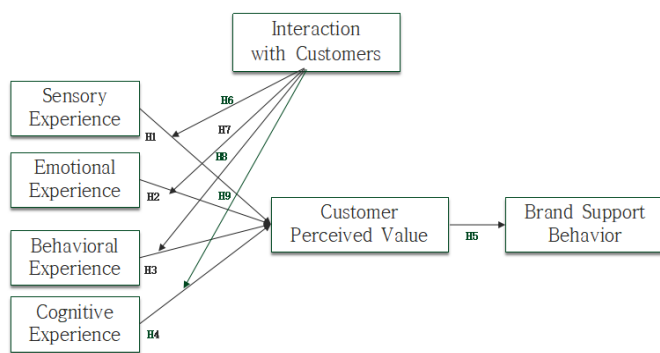 Interaction
with Customers
Sensory
Experience
H1
H6
H7
H8
H9
Emotional
Experience
H2
Behavioral
Experience
H3
Cognitive
Experience
H4
Customer
Perceived Value
H5
Brand Support
Behavior